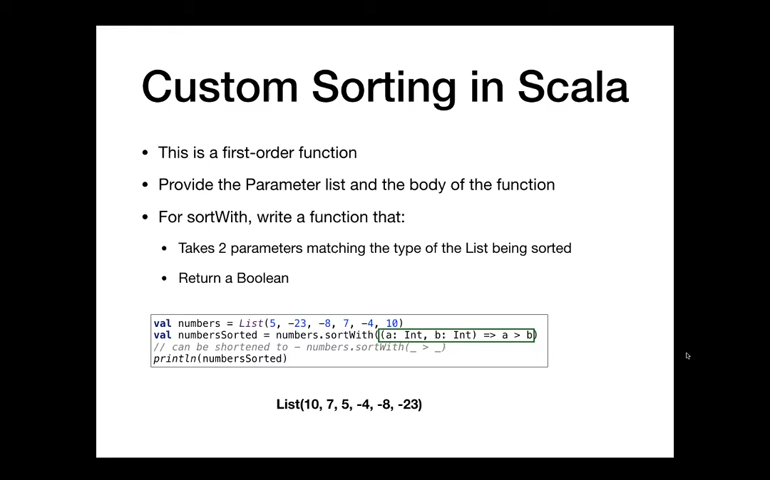 Custom Sorting in Scala
• This is a first-order function
• Provide the Parameter list and the body of the function
• For sortWith, write a function that:
• Takes 2 parameters matching the type of the List being sorted
• Return a Boolean
val numbers = List(5, -23, -8, 7, -4, 10)
val numbersSorted = numbers.sortWith((a: Int, b: Int) => a > b)
// can be shortened to - numbers.sortWith(_ > _)
println(numbersSorted)
List(10, 7, 5, -4, -8, -23)